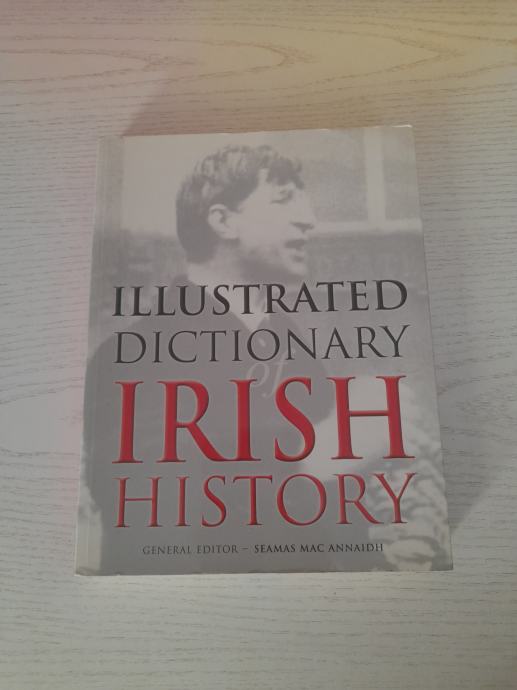 ILLUSTRATED
DICTIONARY
of
IRISH
HISTORY
GENERAL EDITOR – SEAMAS MAC ANNAIDH